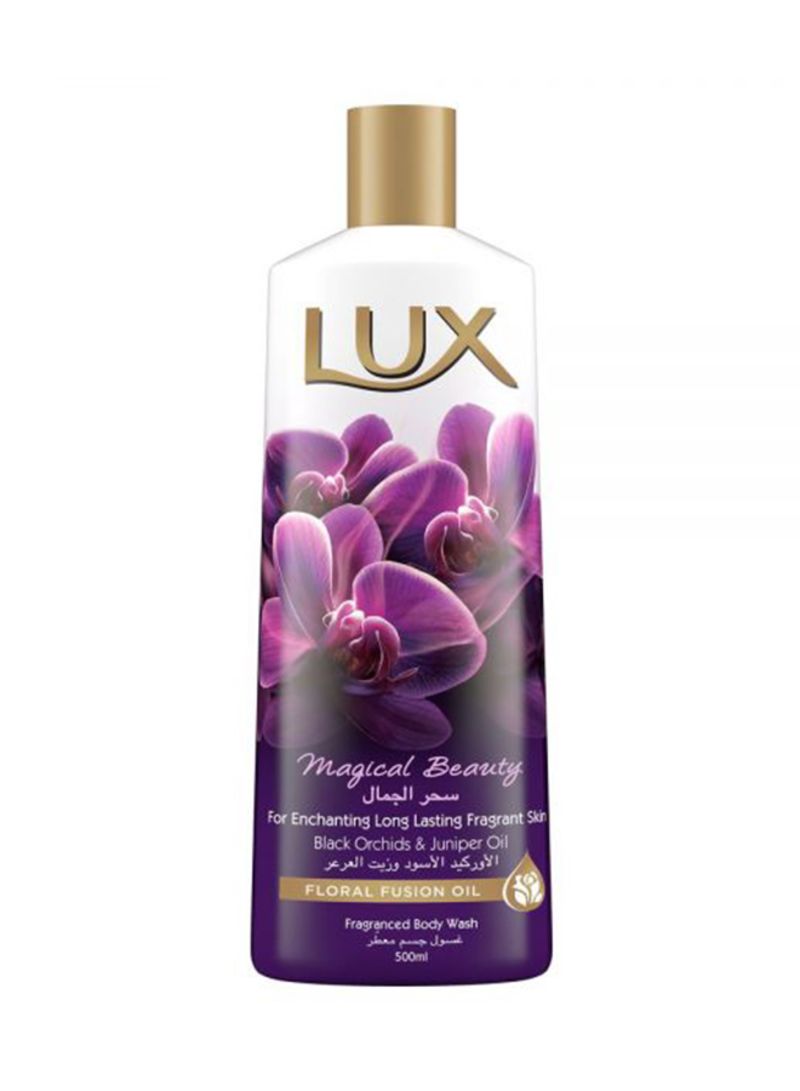 LUX
Magical Beauty
سحر الجمال
For Enchanting Long Lasting Fragrant Skin
Black Orchids & Juniper Oil
الأوركيد الأسود وزيت العرعر
FLORAL FUSION OIL
Fragranced Body Wash
غسول جسم معطر
500ml